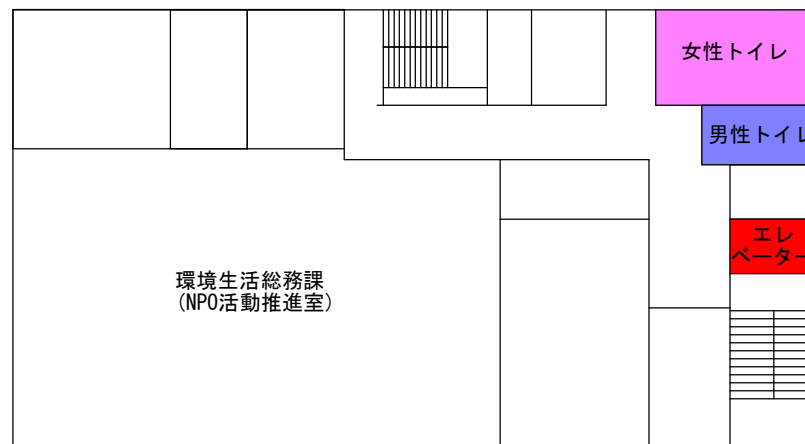 女性トイレ
男性トイレ
エレ
ベーター
環境生活総務課
(NPO活動推進室)